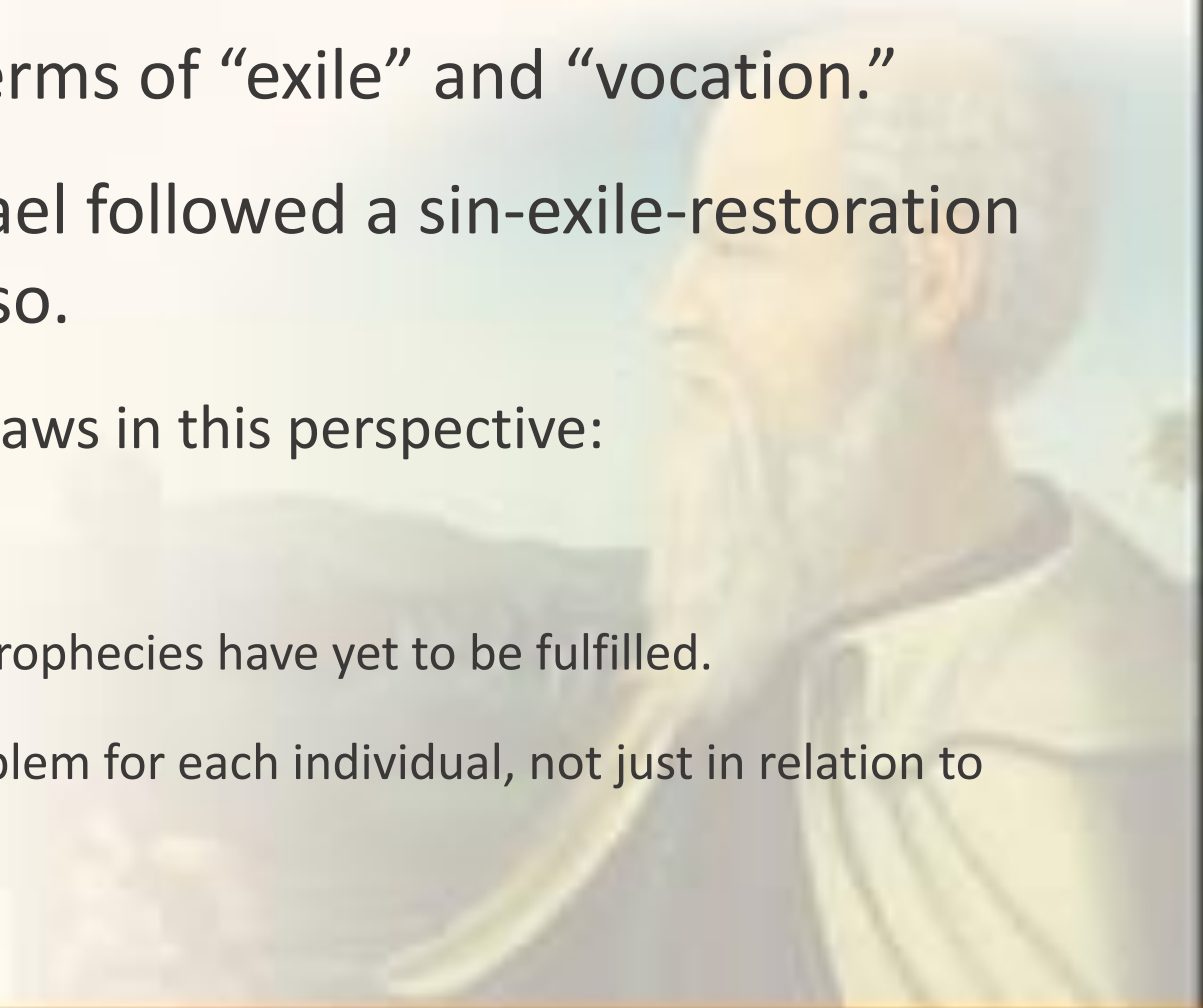 erms of “exile” and “vocation.”
ael followed a sin-exile-restoration
so.
aws in this perspective:
rophecies have yet to be fulfilled.
blem for each individual, not just in relation to